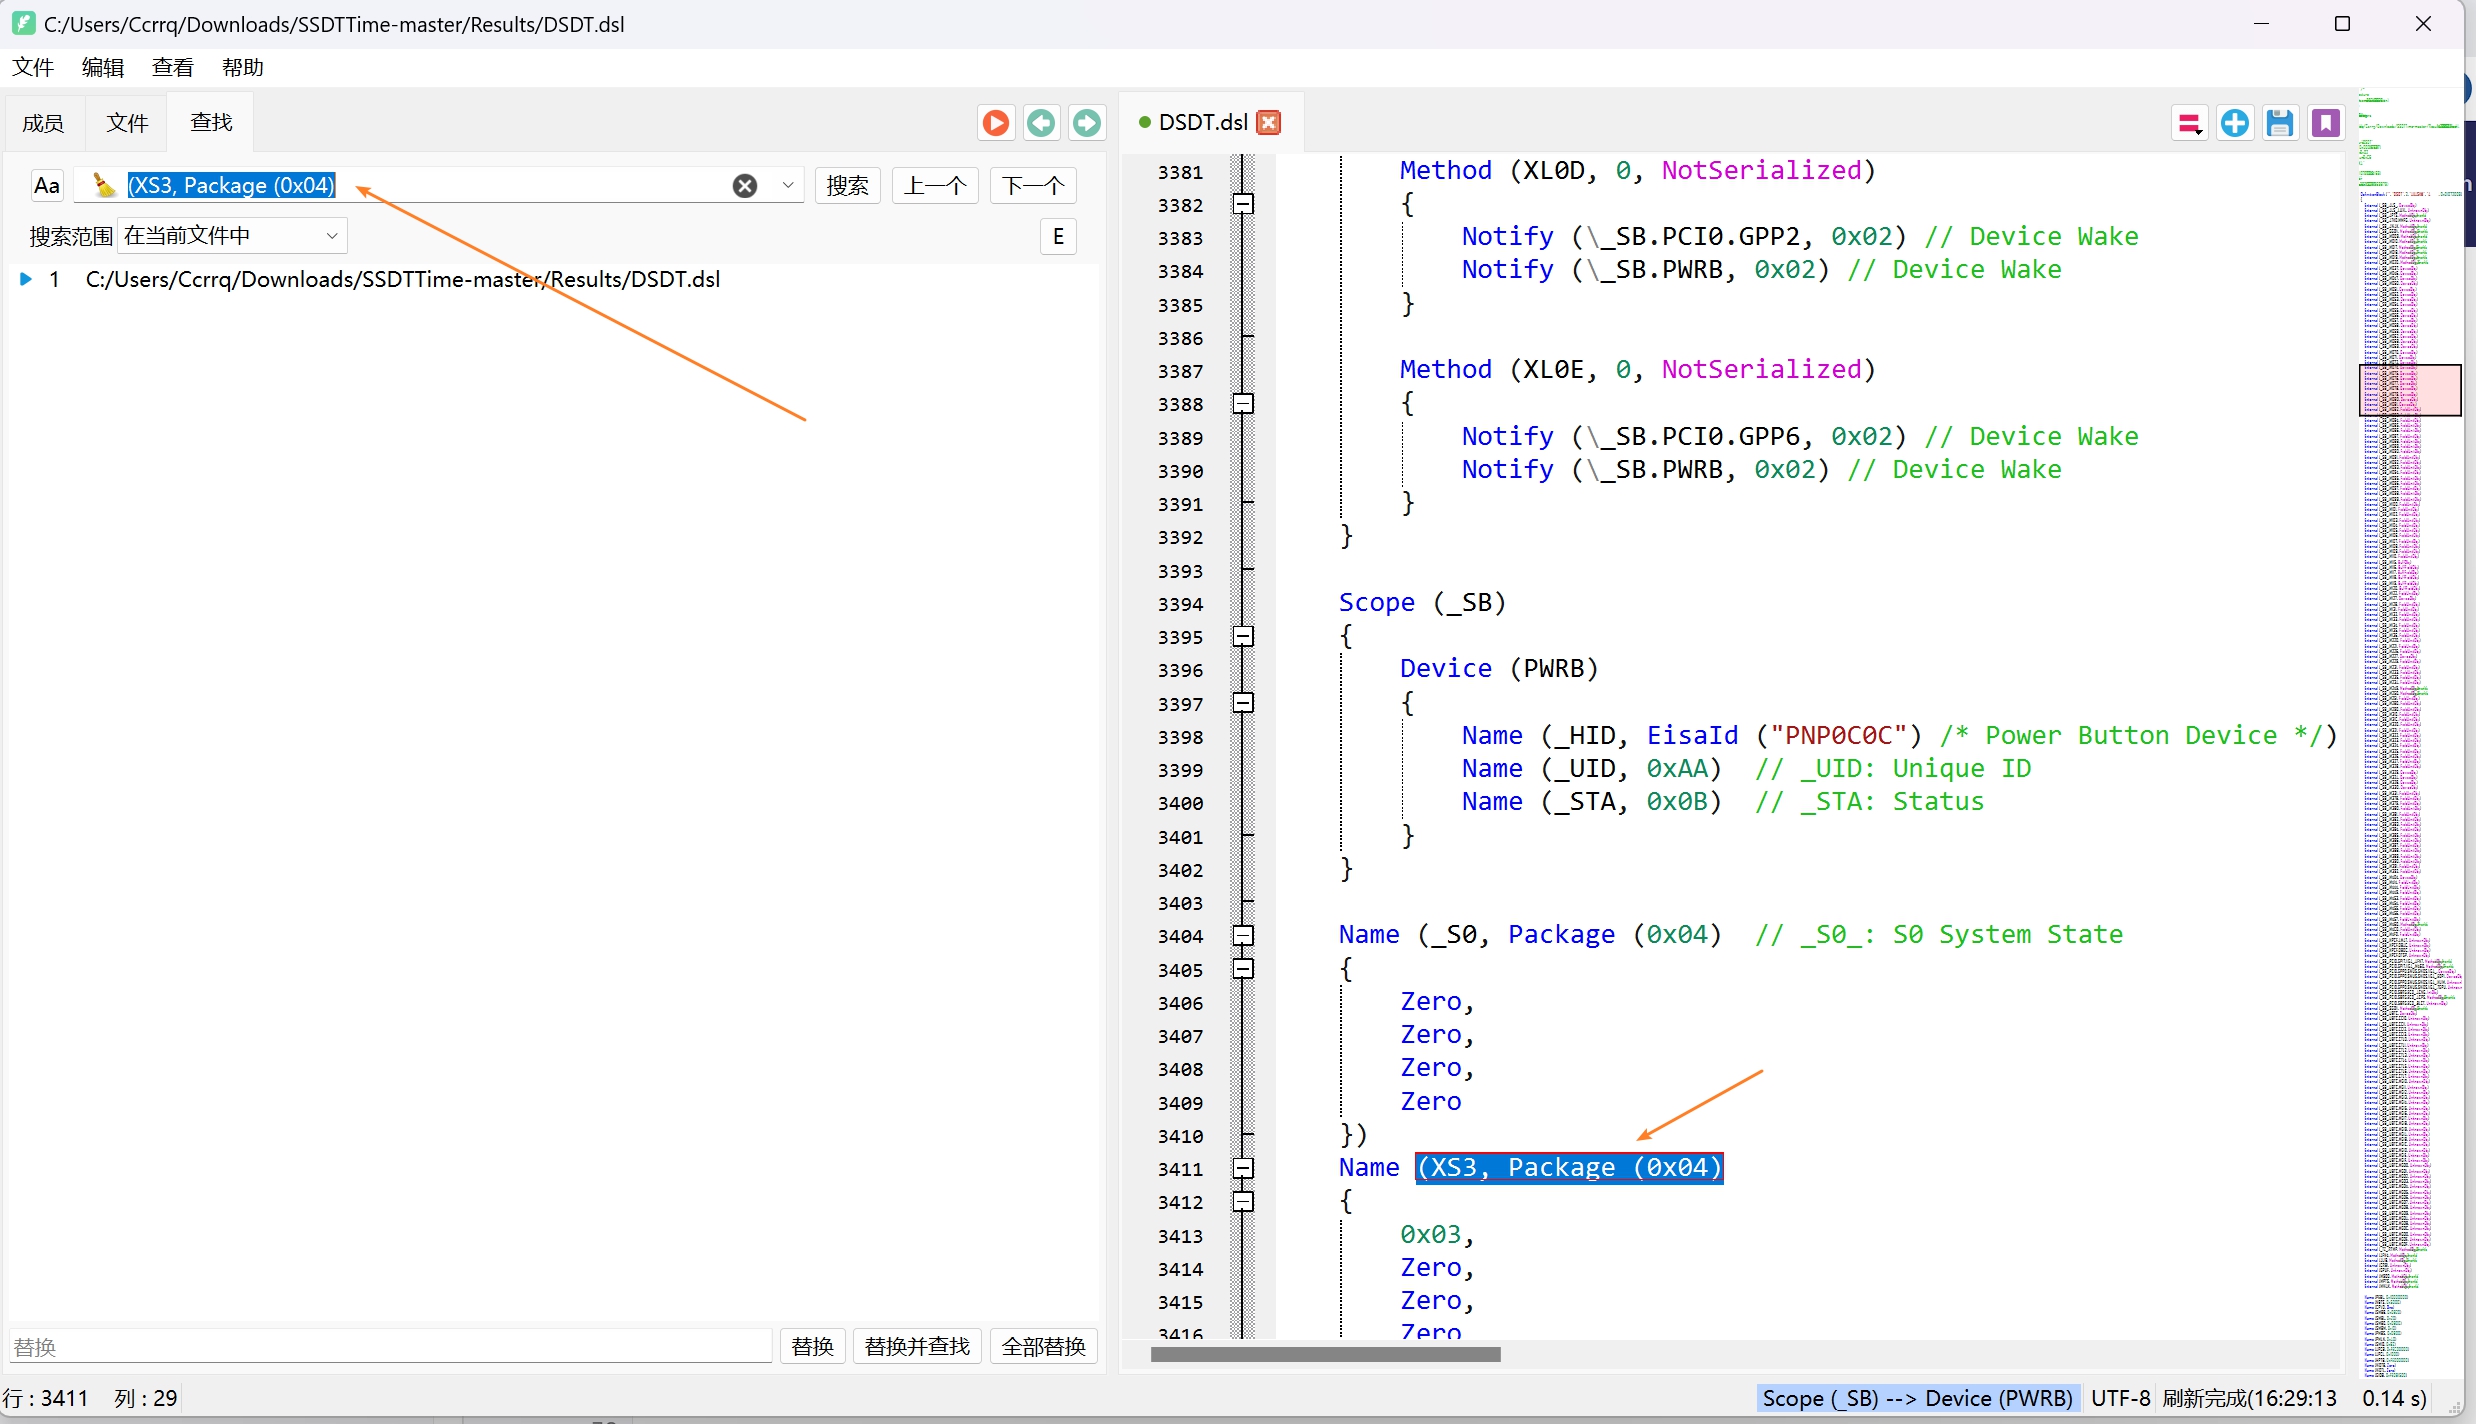 C:/Users/Ccrrq/Downloads/SSDTTime-master/Results/DSDT.dsl
文件 编辑 查看 帮助
成员 文件 查找
Aa (XS3, Package (0x04) 搜索 上一个 下一个
搜索范围 在当前文件中 E
1 C:/Users/Ccrrq/Downloads/SSDTTime-master/Results/DSDT.dsl
替换 替换 替换并查找 全部替换
DSDT.dsl
3381 Method (XL0D, 0, NotSerialized)
3382 {
3383 Notify (\_SB.PCI0.GPP2, 0x02) // Device Wake
3384 Notify (\_SB.PWRB, 0x02) // Device Wake
3385 }
3386
3387 Method (XL0E, 0, NotSerialized)
3388 {
3389 Notify (\_SB.PCI0.GPP6, 0x02) // Device Wake
3390 Notify (\_SB.PWRB, 0x02) // Device Wake
3391 }
3392 }
3393
3394 Scope (_SB)
3395 {
3396 Device (PWRB)
3397 {
3398 Name (_HID, EisaId ("PNP0C0C") /* Power Button Device */)
3399 Name (_UID, 0xAA)  // _UID: Unique ID
3400 Name (_STA, 0x0B)  // _STA: Status
3401 }
3402 }
3403
3404 Name (_S0, Package (0x04)  // _S0_: S0 System State
3405 {
3406 Zero,
3407 Zero,
3408 Zero,
3409 Zero
3410 })
3411 Name (XS3, Package (0x04)
3412 {
3413 0x03,
3414 Zero,
3415 Zero,
3416 Zero
行 : 3411 列 : 29 Scope (_SB) --> Device (PWRB) UTF-8 刷新完成(16:29:13 0.14 s)